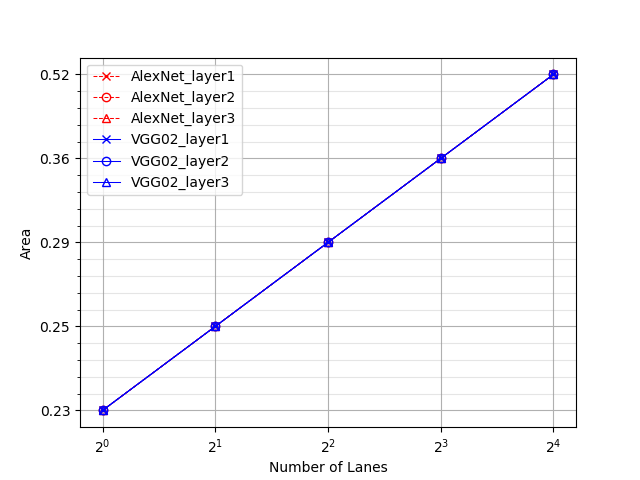 AlexNet_layer1
AlexNet_layer2
AlexNet_layer3
VGG02_layer1
VGG02_layer2
VGG02_layer3
0.52
0.36
0.29
0.25
0.23
Area
2^0 2^1 2^2 2^3 2^4
Number of Lanes